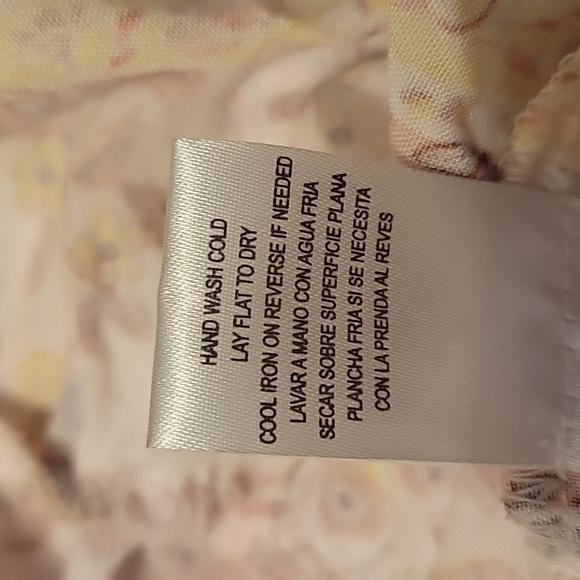 HAND WASH COLD
LAY FLAT TO DRY
COOL IRON ON REVERSE IF NEEDED
LAVAR A MANO CON AGUA FRIA
SECAR SOBRE SUPERFICIE PLANA
PLANCHA FRIA SI SE NECESITA
CON LA PRENDA AL REVES